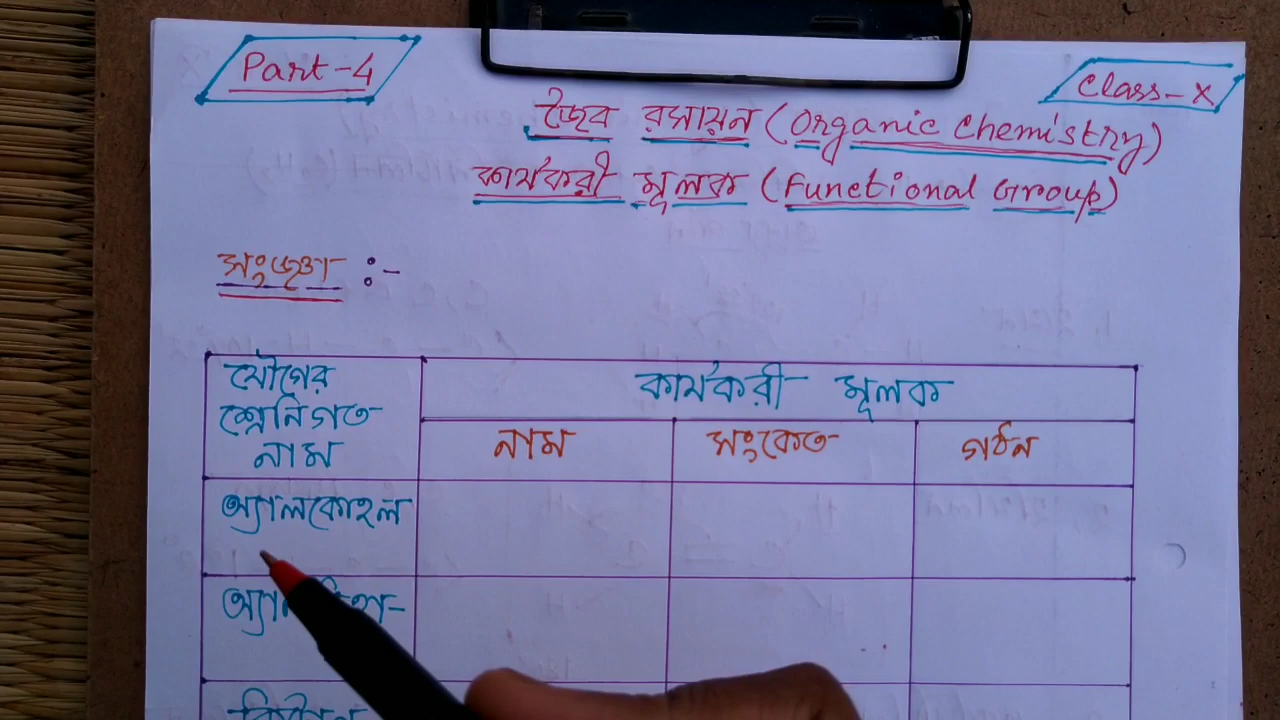 Part-4
Class-X
জৈব রসায়ন (Organic Chemistry)
কার্যকরী মূলক (Functional Group)
সংজ্ঞা :-
যৌগের
শ্রেনিগত
নাম
কার্যকরী মূলক
নাম
সংকেত
গঠন
অ্যালকোহল